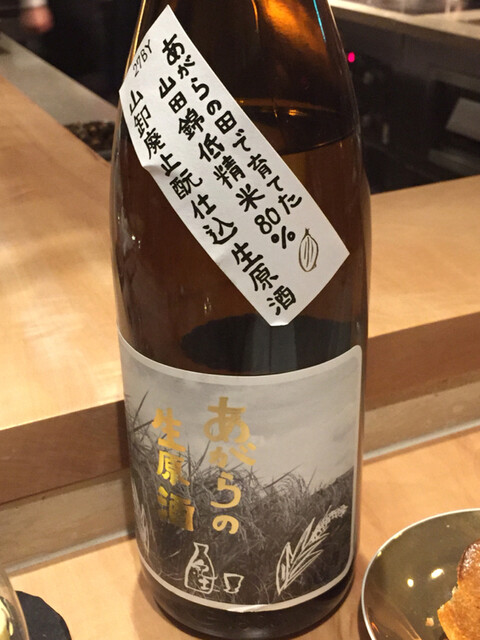 27BY
あがらの田で育てた
山田錦低精米80%
山卸廃止酛仕込 生原酒
あがらの
生原酒